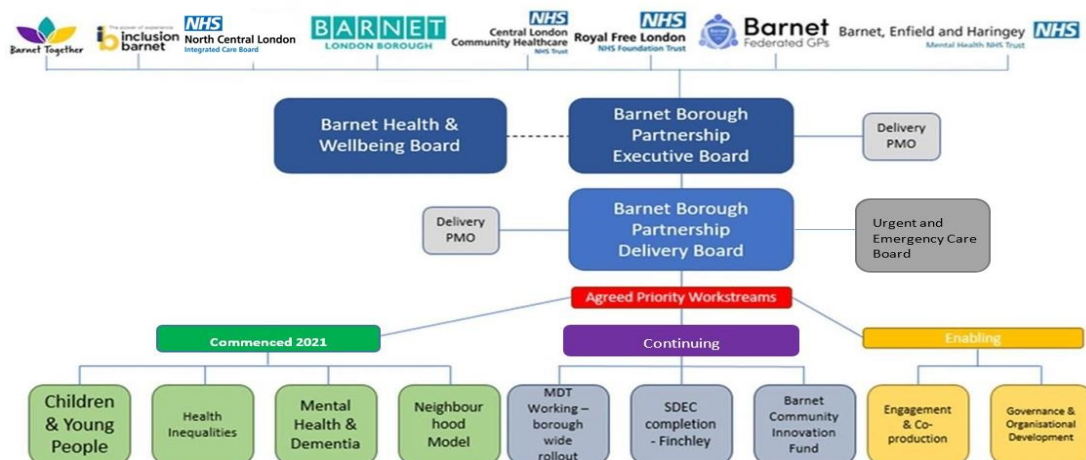 Barnet Together
The power of experience
inclusion
barnet
NHS
North Central London
Integrated Care Board
BARNET
LONDON BOROUGH
NHS
Central London
Community Healthcare
NHS Trust
NHS
Royal Free London
NHS Foundation Trust
Barnet
Federated GPs
Barnet, Enfield and Haringey
NHS
Mental Health NHS Trust
Barnet Health &
Wellbeing Board
Barnet Borough
Partnership
Executive Board
Delivery
PMO
Delivery
PMO
Barnet Borough
Partnership
Delivery Board
Urgent and
Emergency Care
Board
Agreed Priority Workstreams
Commenced 2021
Continuing
Enabling
Children
& Young
People
Health
Inequalities
Mental
Health &
Dementia
Neighbour
hood
Model
MDT
Working –
borough
wide
rollout
SDEC
completion
- Finchley
Barnet
Community
Innovation
Fund
Engagement
& Co-
production
Governance &
Organisational
Development